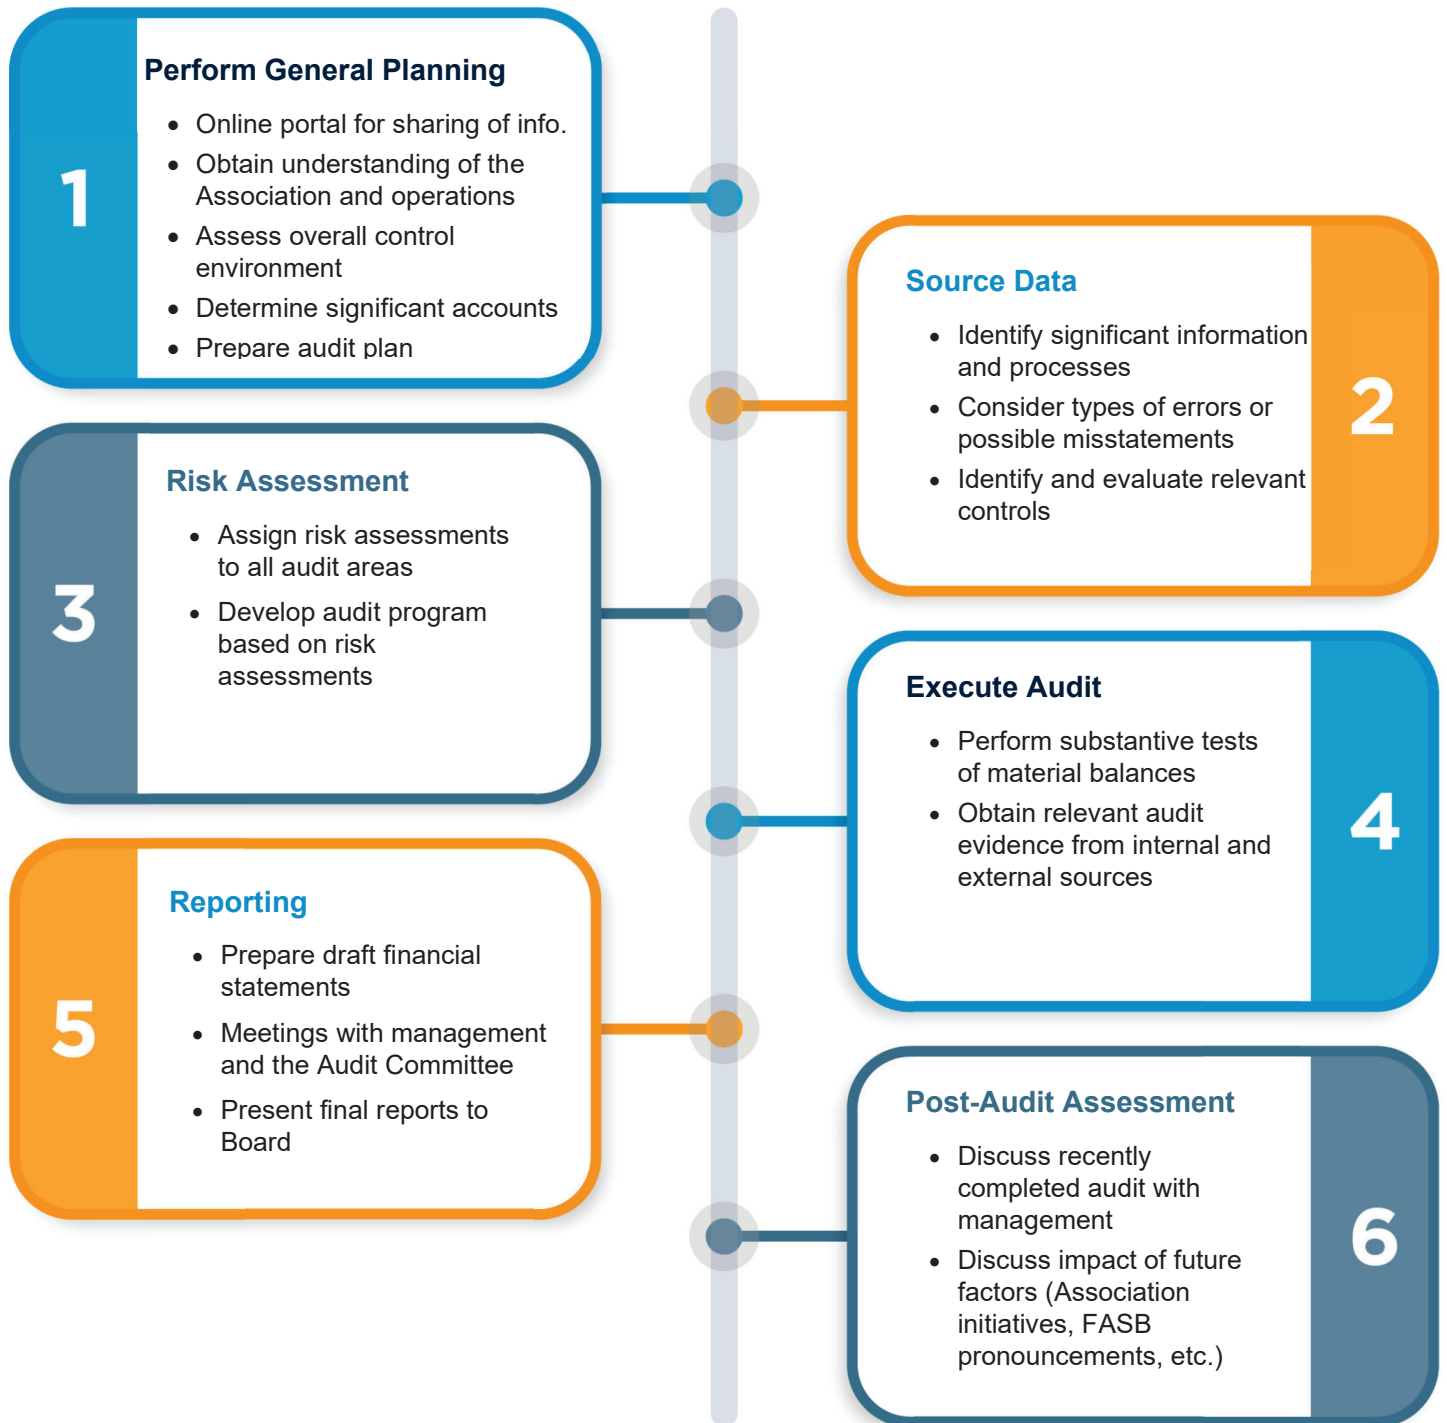 1
Perform General Planning
• Online portal for sharing of info.
• Obtain understanding of the
Association and operations
• Assess overall control
environment
• Determine significant accounts
• Prepare audit plan
2
Source Data
• Identify significant information
and processes
• Consider types of errors or
possible misstatements
• Identify and evaluate relevant
controls
3
Risk Assessment
• Assign risk assessments
to all audit areas
• Develop audit program
based on risk
assessments
4
Execute Audit
• Perform substantive tests
of material balances
• Obtain relevant audit
evidence from internal and
external sources
5
Reporting
• Prepare draft financial
statements
• Meetings with management
and the Audit Committee
• Present final reports to
Board
6
Post-Audit Assessment
• Discuss recently
completed audit with
management
• Discuss impact of future
factors (Association
initiatives, FASB
pronouncements, etc.)